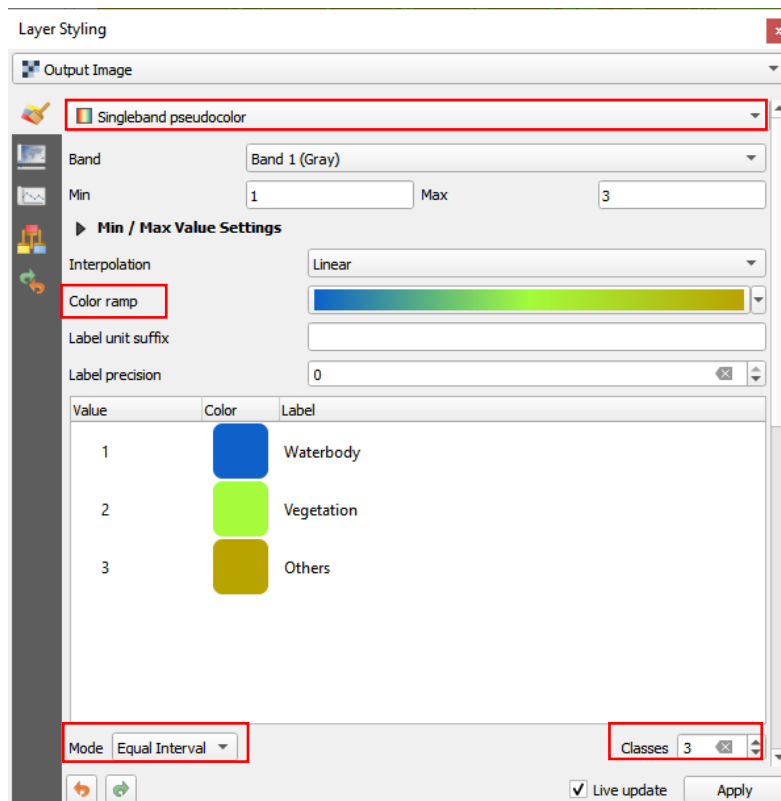 Layer Styling
Output Image
Singleband pseudocolor
Band Band 1 (Gray)
Min 1 Max 3
Min / Max Value Settings
Interpolation Linear
Color ramp
Label unit suffix
Label precision 0
Value Color Label
1 Waterbody
2 Vegetation
3 Others
Mode Equal Interval Classes 3
Live update Apply